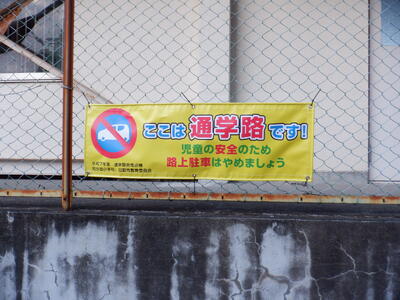 ここは 通学路 です!
児童の安全のため
路上駐車はやめましょう